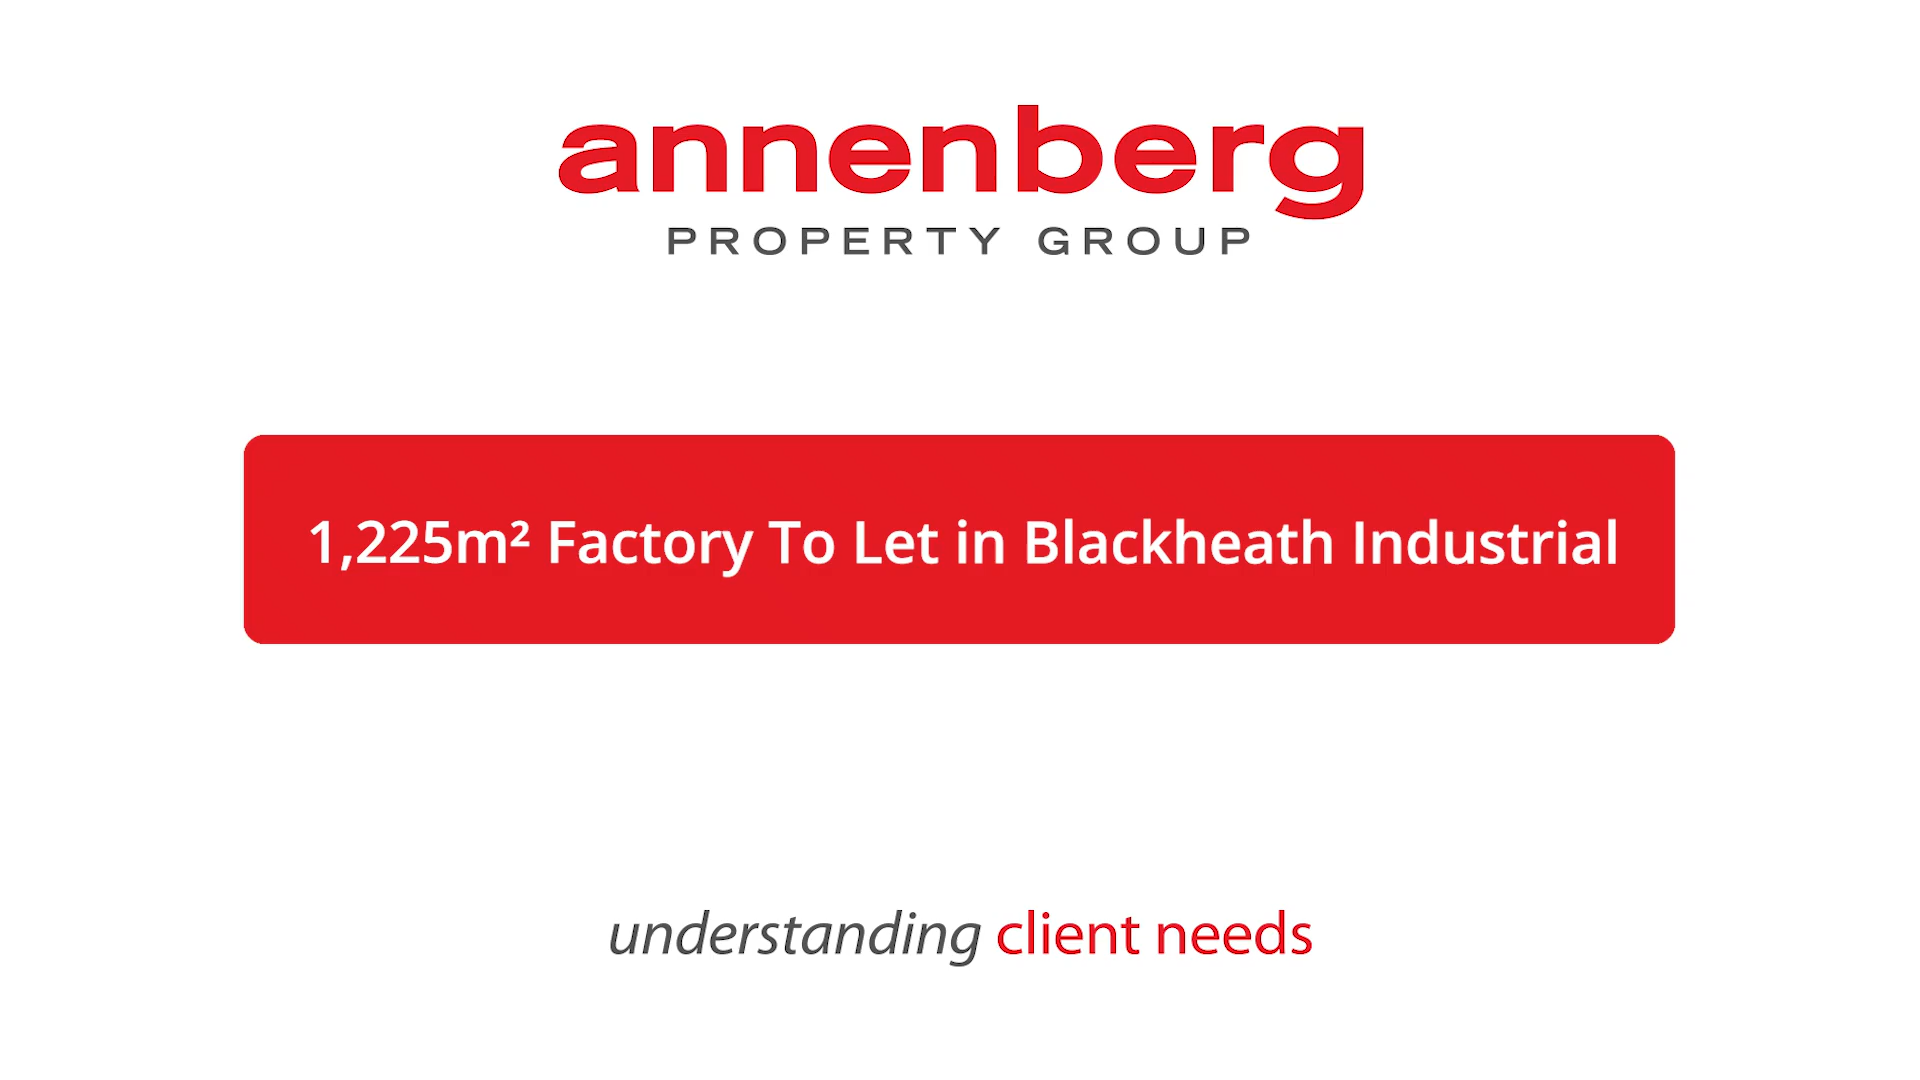 annenberg
PROPERTY GROUP
1,225m² Factory To Let in Blackheath Industrial
understanding client needs